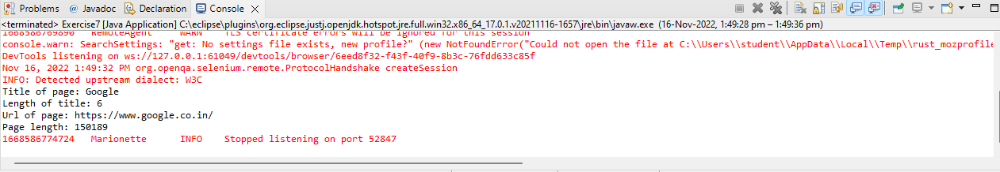 Problems @ Javadoc Declaration Console
<terminated> Exercise7 [Java Application] C:\eclipse\plugins\org.eclipse.justj.openjdk.hotspot.jre.full.win32.x86_64_17.0.1.v20211116-1657\jre\bin\javaw.exe (16-Nov-2022, 1:49:28 pm – 1:49:36 pm)
1668586769890 RemoteAgent WARN TLS certificate errors will be ignored for this session
console.warn: SearchSettings: "get: No settings file exists, new profile?" (new NotFoundError("Could not open the file at C:\\Users\\student\\AppData\\Local\\Temp\\rust_mozprofile
DevTools listening on ws://127.0.0.1:61049/devtools/browser/6eed8f32-f43f-40f9-8b3c-76fdd633c85f
Nov 16, 2022 1:49:32 PM org.openqa.selenium.remote.ProtocolHandshake createSession
INFO: Detected upstream dialect: W3C
Title of page: Google
Length of title: 6
Url of page: https://www.google.co.in/
Page length: 150189
1668586774724 Marionette INFO Stopped listening on port 52847